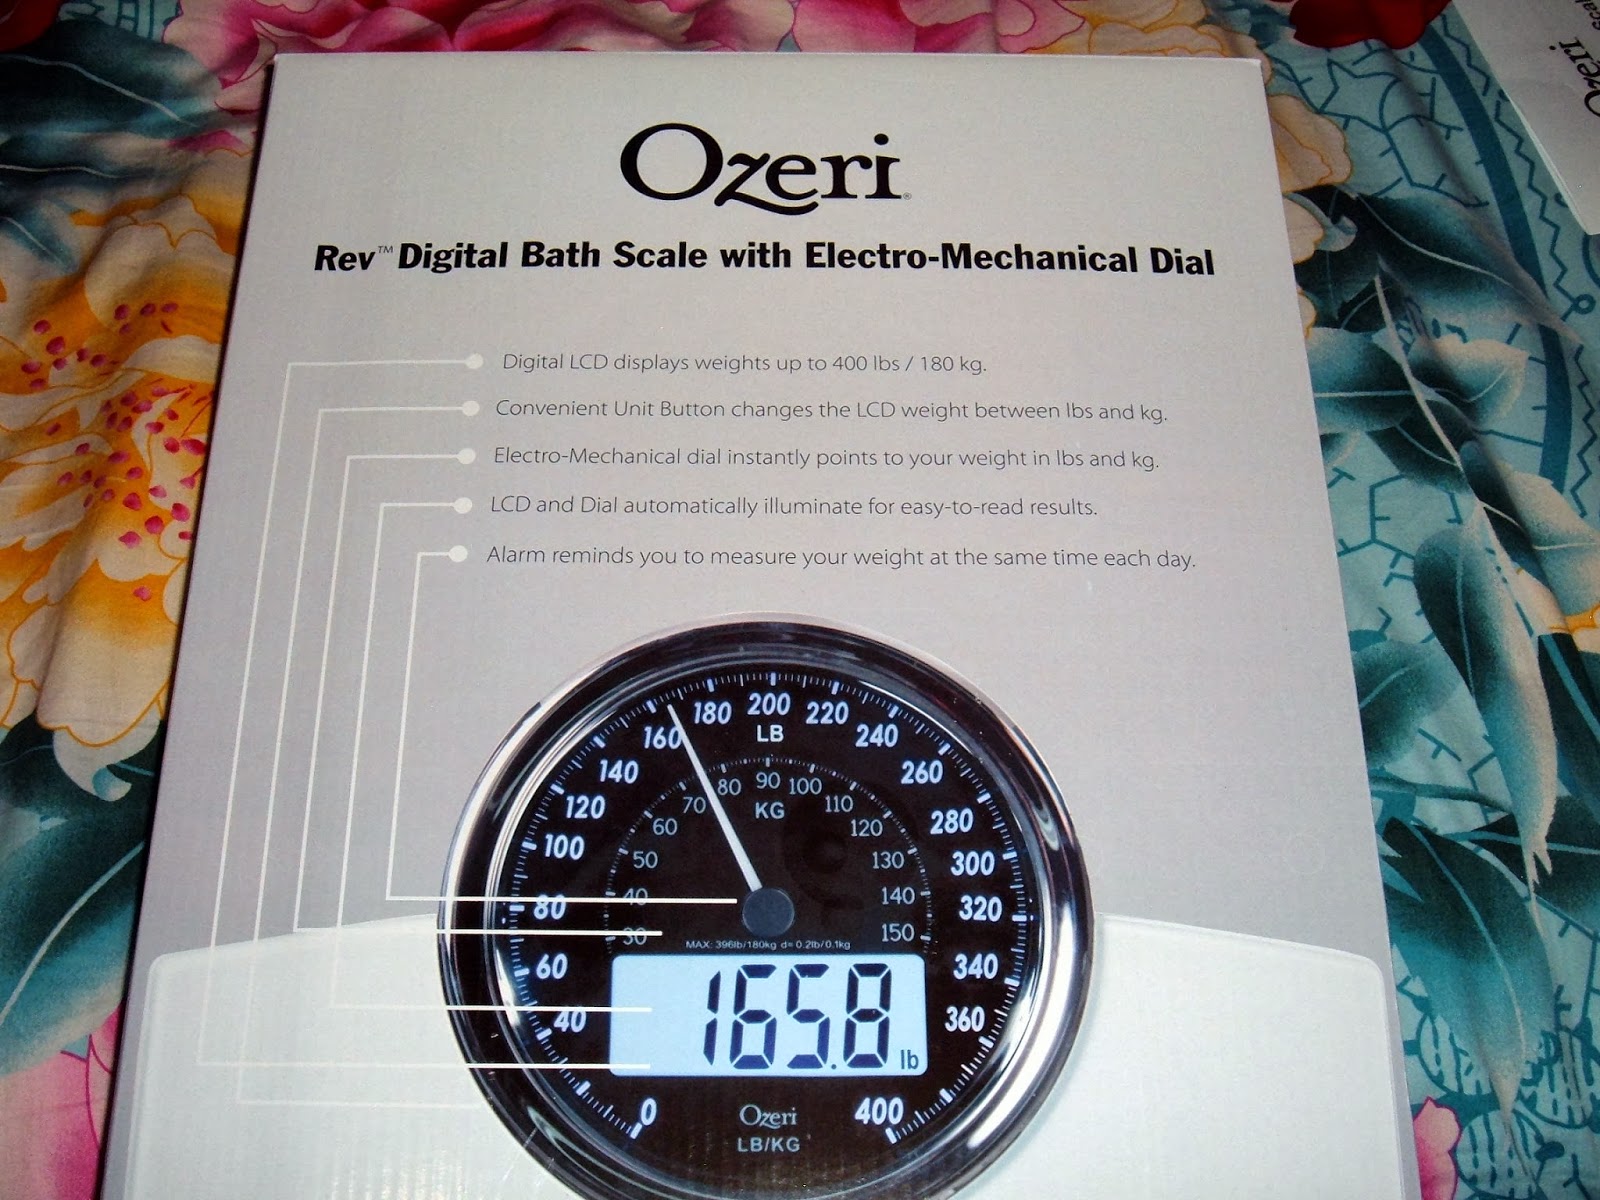 Ozeri
scal
Ozeri®
Rev™ Digital Bath Scale with Electro-Mechanical Dial
Digital LCD displays weights up to 400 lbs / 180 kg.
Convenient Unit Button changes the LCD weight between lbs and kg.
Electro-Mechanical dial instantly points to your weight in lbs and kg.
LCD and Dial automatically illuminate for easy-to-read results.
Alarm reminds you to measure your weight at the same time each day.
0 40 60 80 100 120 140 160 180 200 220 240 260 280 300 320 340 360 400
LB
30 40 50 60 70 80 90 100 110 120 130 140 150
KG
MAX: 396lb/180kg d= 0.2lb/0.1kg
165.8 lb
Ozeri
LB/KG